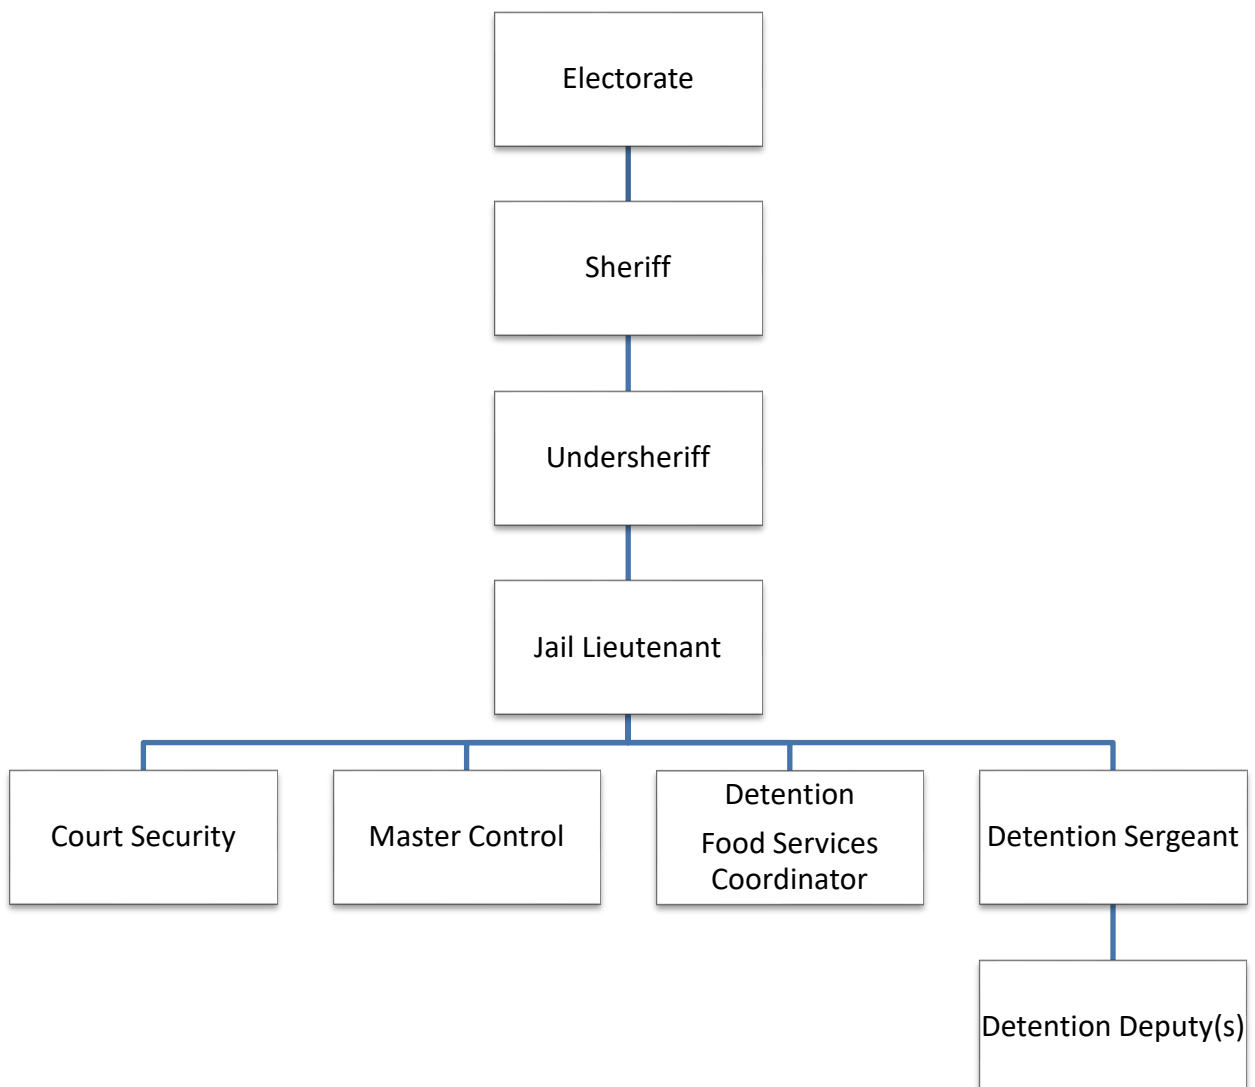 Electorate
Sheriff
Undersheriff
Jail Lieutenant
Court Security
Master Control
Detention
Food Services
Coordinator
Detention Sergeant
Detention Deputy(s)